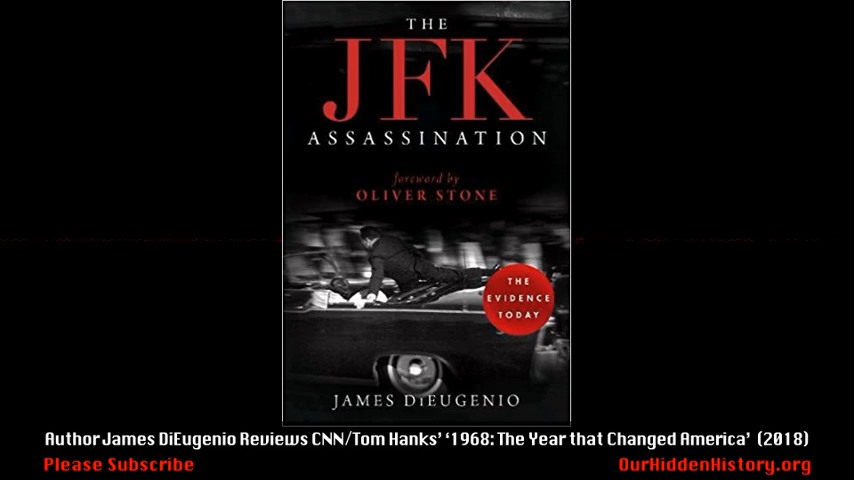 THE
JFK
ASSASSINATION
foreword by
OLIVER STONE
THE
EVIDENCE
TODAY
JAMES DiEUGENIO
Author James DiEugenio Reviews CNN/Tom Hanks' '1968: The Year that Changed America' (2018)
Please Subscribe
OurHiddenHistory.org